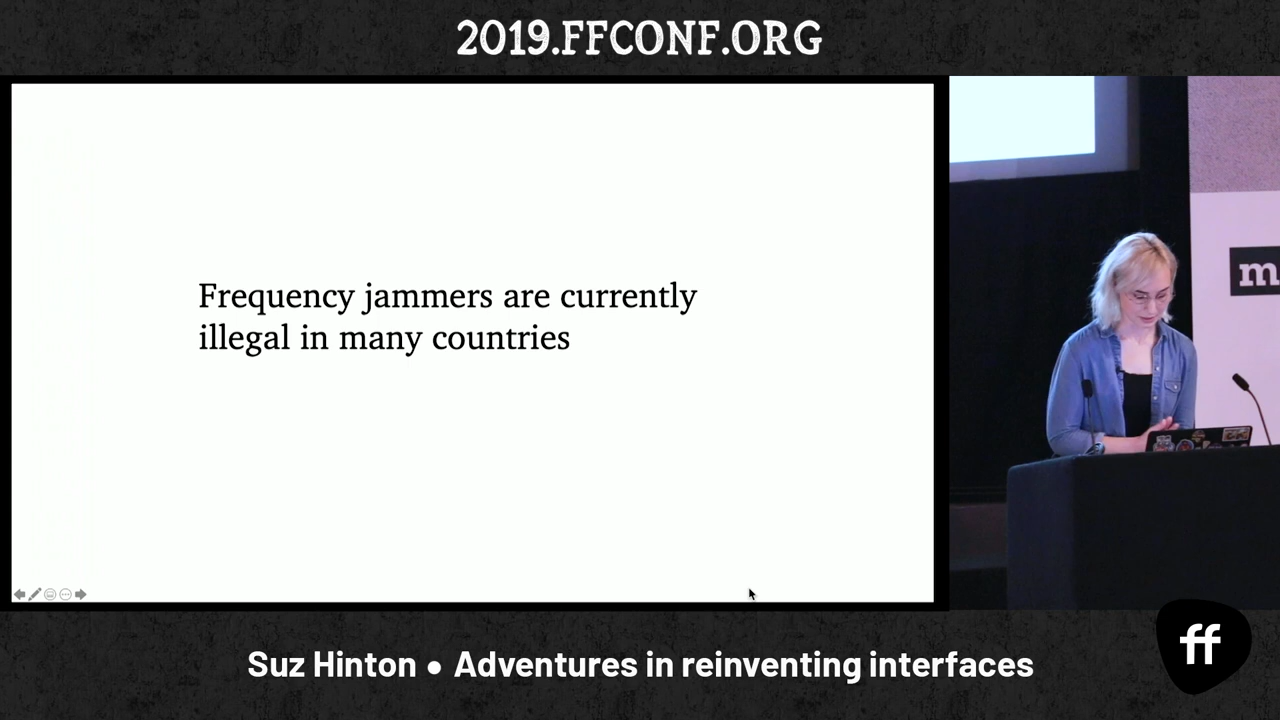 2019.FFCONF.ORG
Frequency jammers are currently
illegal in many countries
m
Suz Hinton • Adventures in reinventing interfaces
ff